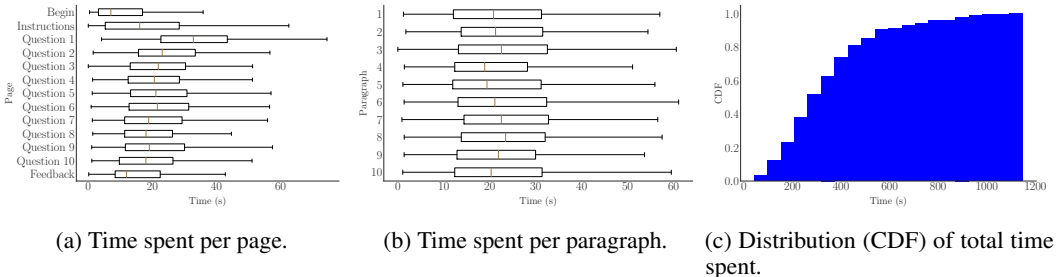 Begin
Instructions
Question 1
Question 2
Question 3
Question 4
Question 5
Question 6
Question 7
Question 8
Question 9
Question 10
Feedback
Page
0 20 40 60
Time (s)
1
2
3
4
5
6
7
8
9
10
Paragraph
0 10 20 30 40 50 60
Time (s)
1.0
0.8
0.6
0.4
0.2
0.0
CDF
200 400 600 800 1000 1200
Time (s)
(a) Time spent per page.
(b) Time spent per paragraph.
(c) Distribution (CDF) of total time
spent.